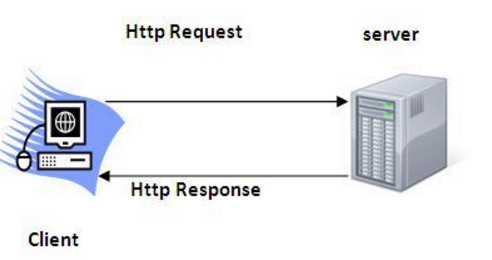 Http Request
server
Http Response
Client